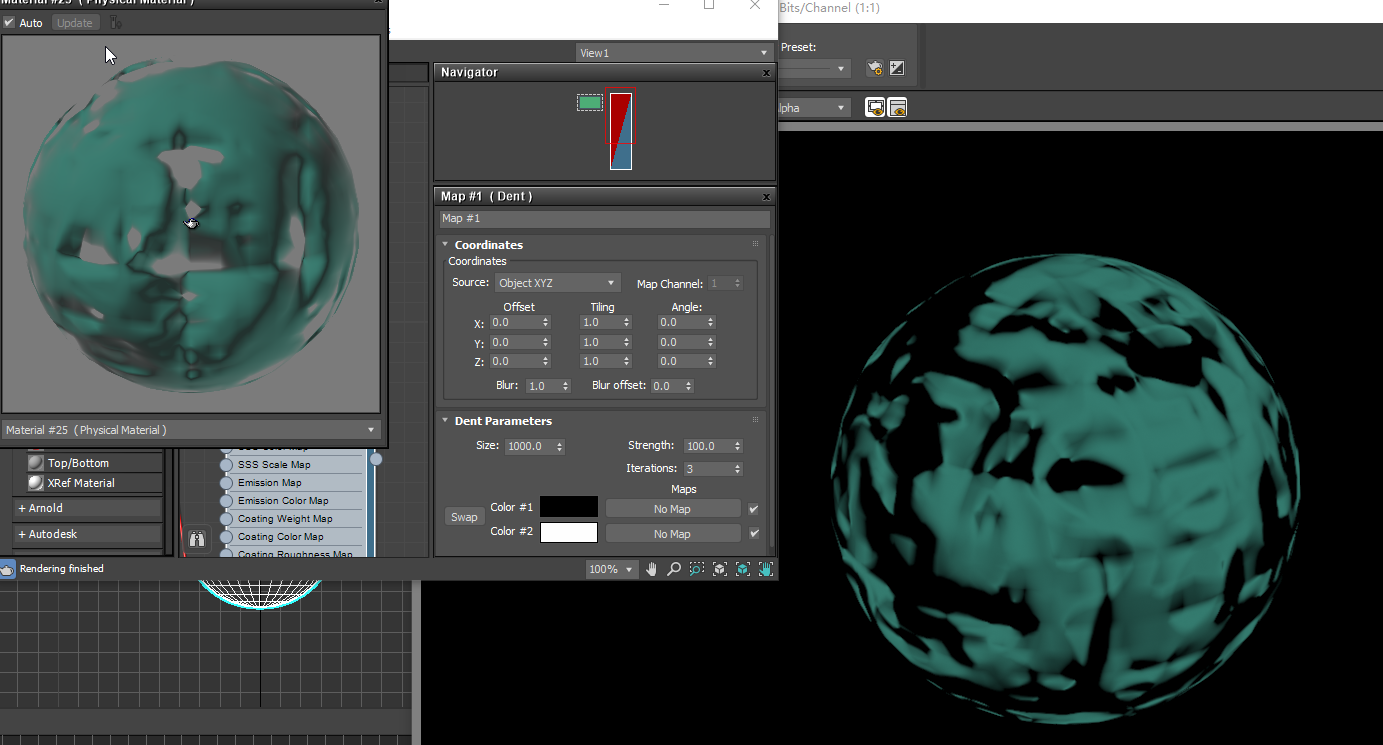 Material #25 ( Physical Material )
Auto
Update
Material #25 ( Physical Material )
Top/Bottom
XRef Material
+ Arnold
+ Autodesk
SSS Scale Map
Emission Map
Emission Color Map
Coating Weight Map
Coating Color Map
Coating Roughness Map
Rendering finished
View1
Navigator
Map #1 ( Dent )
Map #1
Coordinates
Coordinates
Source: Object XYZ Map Channel: 1
Offset Tiling Angle:
X: 0.0 1.0 0.0
Y: 0.0 1.0 0.0
Z: 0.0 1.0 0.0
Blur: 1.0 Blur offset: 0.0
Dent Parameters
Size: 1000.0 Strength: 100.0
Iterations: 3
Maps
Swap
Color #1 No Map
Color #2 No Map
100%
Bits/Channel (1:1)
Preset:
lpha